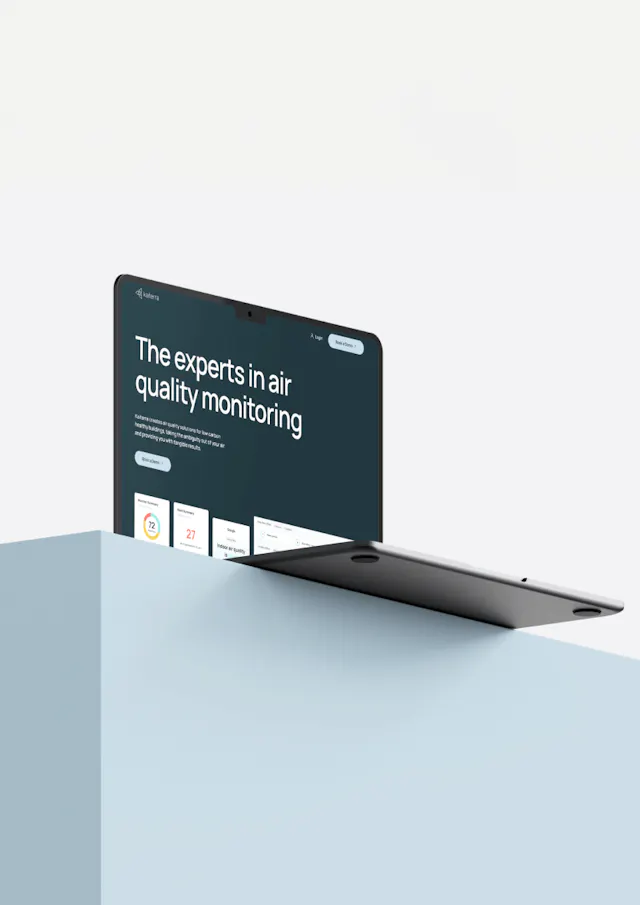 kaiterra
Login
Book a Demo
The experts in air
quality monitoring
Kaiterra creates air quality solutions for low carbon
healthy buildings, taking the ambiguity out of your air
and providing you with tangible results.
Book a Demo
72
27
Indoor air quality